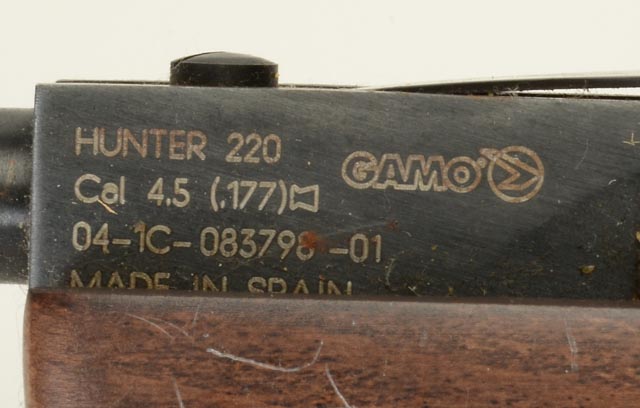 HUNTER 220
GAMO
Cal 4.5 (.177)
04-1C-083798-01
MADE IN SPAIN